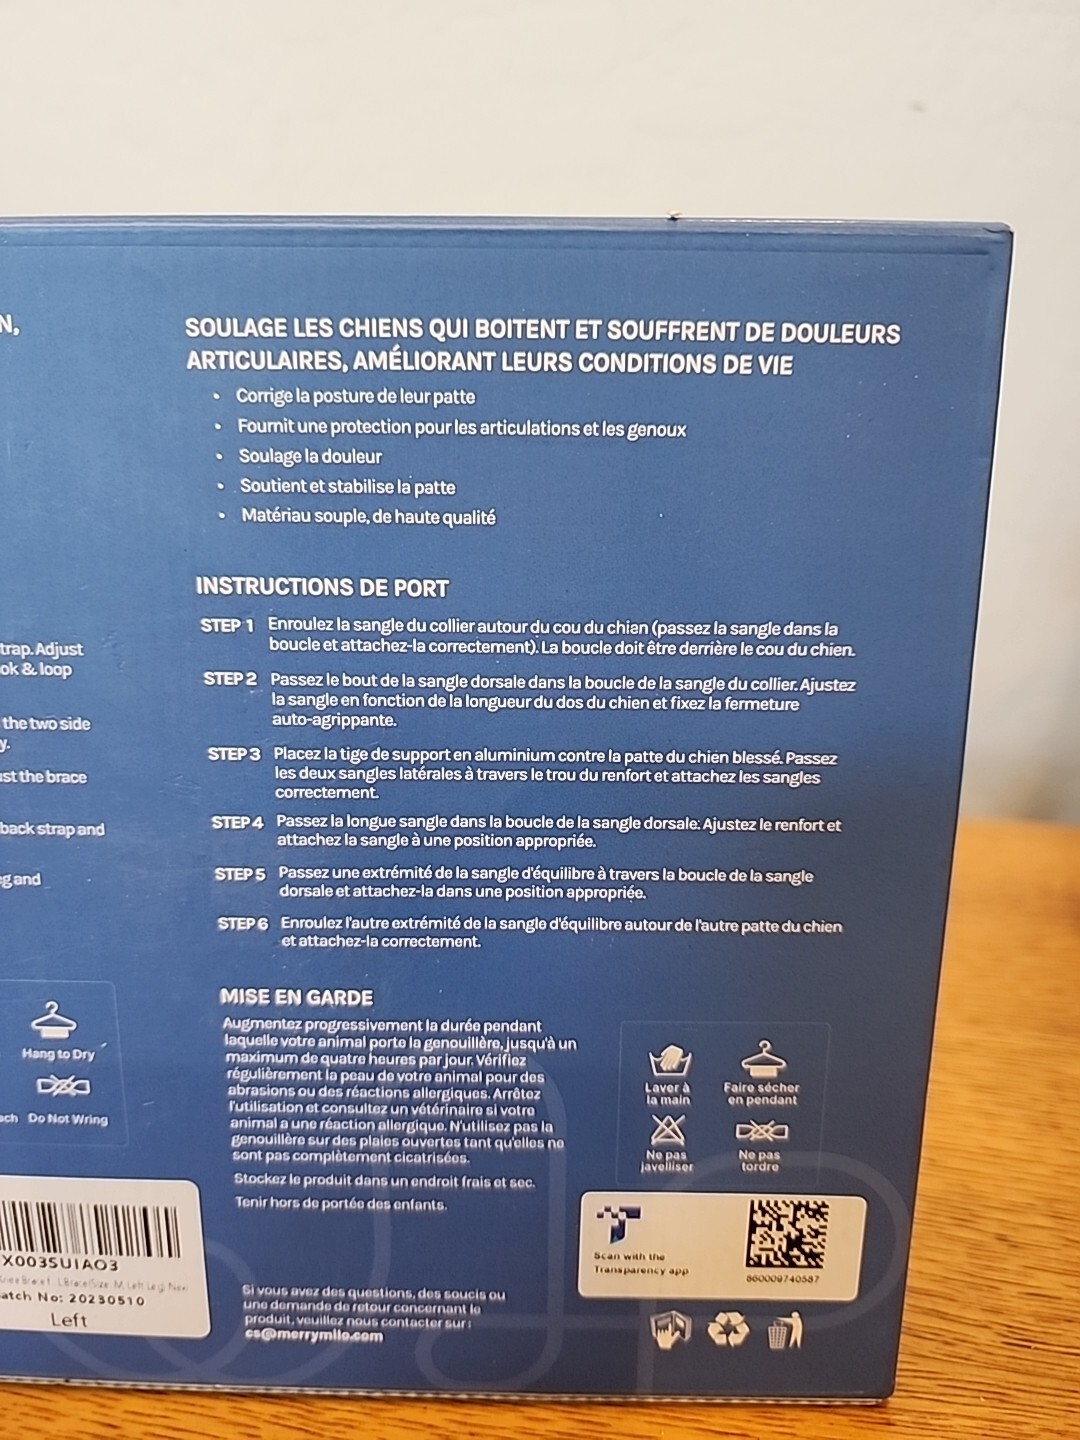 N,
trap. Adjust
ok & loop
the two side
y.
ust the brace
back strap and
g and
Hang to Dry
ach Do Not Wring
X003SUIAO3
atch No: 20230510
Left
SOULAGE LES CHIENS QUI BOITENT ET SOUFFRENT DE DOULEURS
ARTICULAIRES, AMÉLIORANT LEURS CONDITIONS DE VIE
• Corrige la posture de leur patte
• Fournit une protection pour les articulations et les genoux
• Soulage la douleur
• Soutient et stabilise la patte
• Matériau souple, de haute qualité
INSTRUCTIONS DE PORT
STEP 1 Enroulez la sangle du collier autour du cou du chian (passez la sangle dans la
boucle et attachez-la correctement). La boucle doit être derrière le cou du chien.
STEP 2 Passez le bout de la sangle dorsale dans la boucle de la sangle du collier. Ajustez
la sangle en fonction de la longueur du dos du chien et fixez la fermeture
auto-agrippante.
STEP 3 Placez la tige de support en aluminium contre la patte du chien blessé. Passez
les deux sangles latérales à travers le trou du renfort et attachez les sangles
correctement.
STEP 4 Passez la longue sangle dans la boucle de la sangle dorsale. Ajustez le renfort et
attachez la sangle à une position appropriée.
STEP 5 Passez une extrémité de la sangle d'équilibre à travers la boucle de la sangle
dorsale et attachez-la dans une position appropriée.
STEP 6 Enroulez l'autre extrémité de la sangle d'équilibre autour de l'autre patte du chien
et attachez-la correctement.
MISE EN GARDE
Augmentez progressivement la durée pendant
laquelle votre animal porte la genouillère, jusqu'à un
maximum de quatre heures par jour. Vérifiez
régulièrement la peau de votre animal pour des
abrasions ou des réactions allergiques. Arrêtez
l'utilisation et consultez un vétérinaire si votre
animal a une réaction allergique. N'utilisez pas la
genouillère sur des plaies ouvertes tant qu'elles ne
sont pas complètement cicatrisées.
Stockez le produit dans un endroit frais et sec.
Tenir hors de portée des enfants.
Laver à
la main
Faire sécher
en pendant
Ne pas
javelliser
Ne pas
tordre
Scan with the
Transparency app
860009740587
Si vous avez des questions, des soucis ou
une demande de retour concernant le
produit, veuillez nous contacter sur :
cs@merrymilo.com